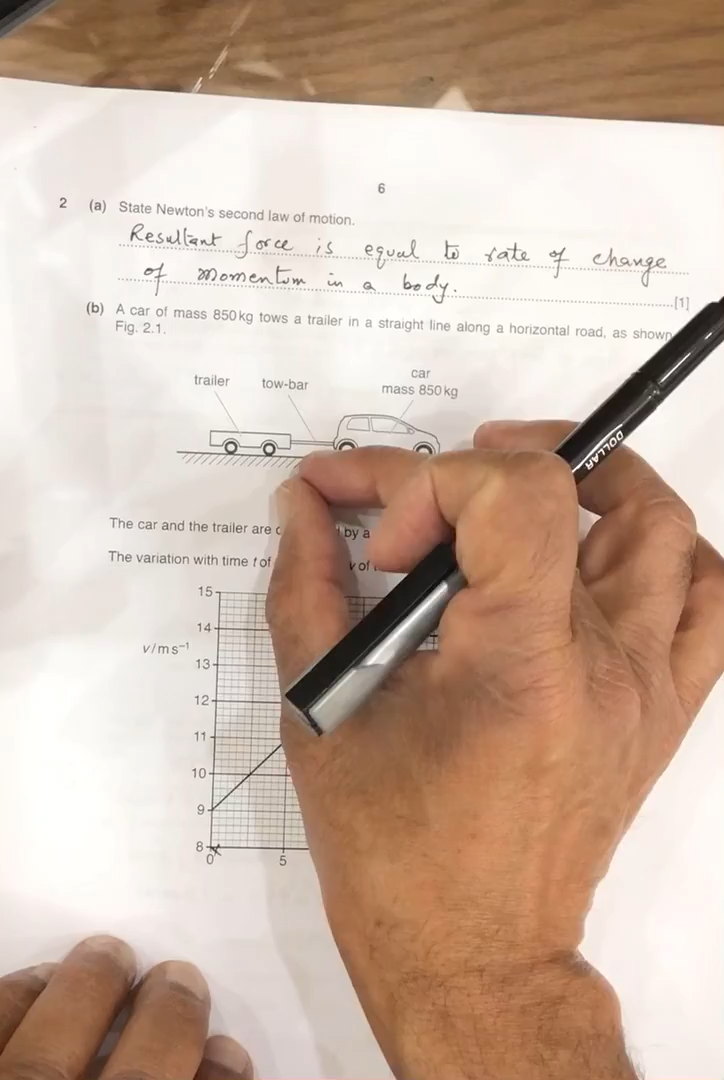 6
2 (a) State Newton's second law of motion.
Resultant force is equal to rate of change
of momentum in a body.
[1]
(b) A car of mass 850 kg tows a trailer in a straight line along a horizontal road, as shown
Fig. 2.1.
trailer tow-bar car
mass 850 kg
The car and the trailer are by a
The variation with time t of v of
15
14
v/ms⁻¹
13
12
11
10
9
8
0 5
DOLLAR